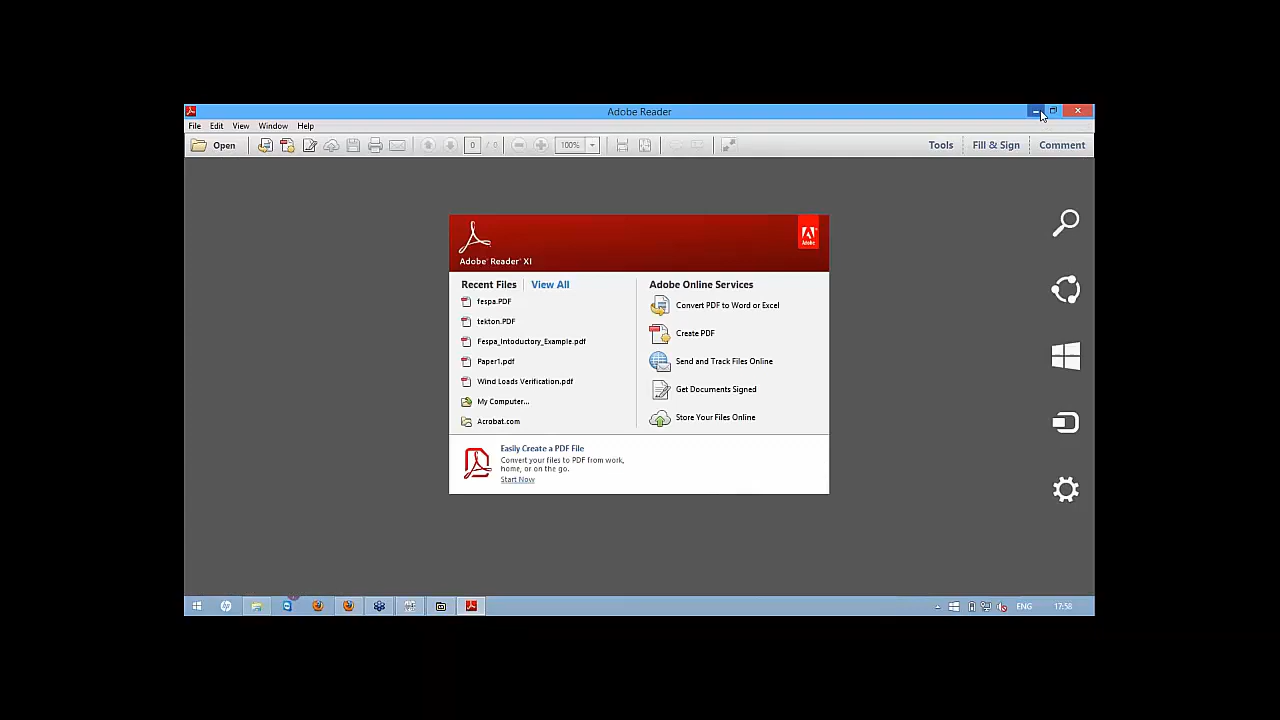 Adobe Reader
File Edit View Window Help
Open 0 / 0 100% Tools Fill & Sign Comment
Adobe® Reader® XI
Adobe
Recent Files View All
fespa.PDF
tekton.PDF
Fespa_Intoductory_Example.pdf
Paper1.pdf
Wind Loads Verification.pdf
My Computer...
Acrobat.com
Adobe Online Services
Convert PDF to Word or Excel
Create PDF
Send and Track Files Online
Get Documents Signed
Store Your Files Online
Easily Create a PDF File
Convert your files to PDF from work,
home, or on the go.
Start Now
ENG 17:58